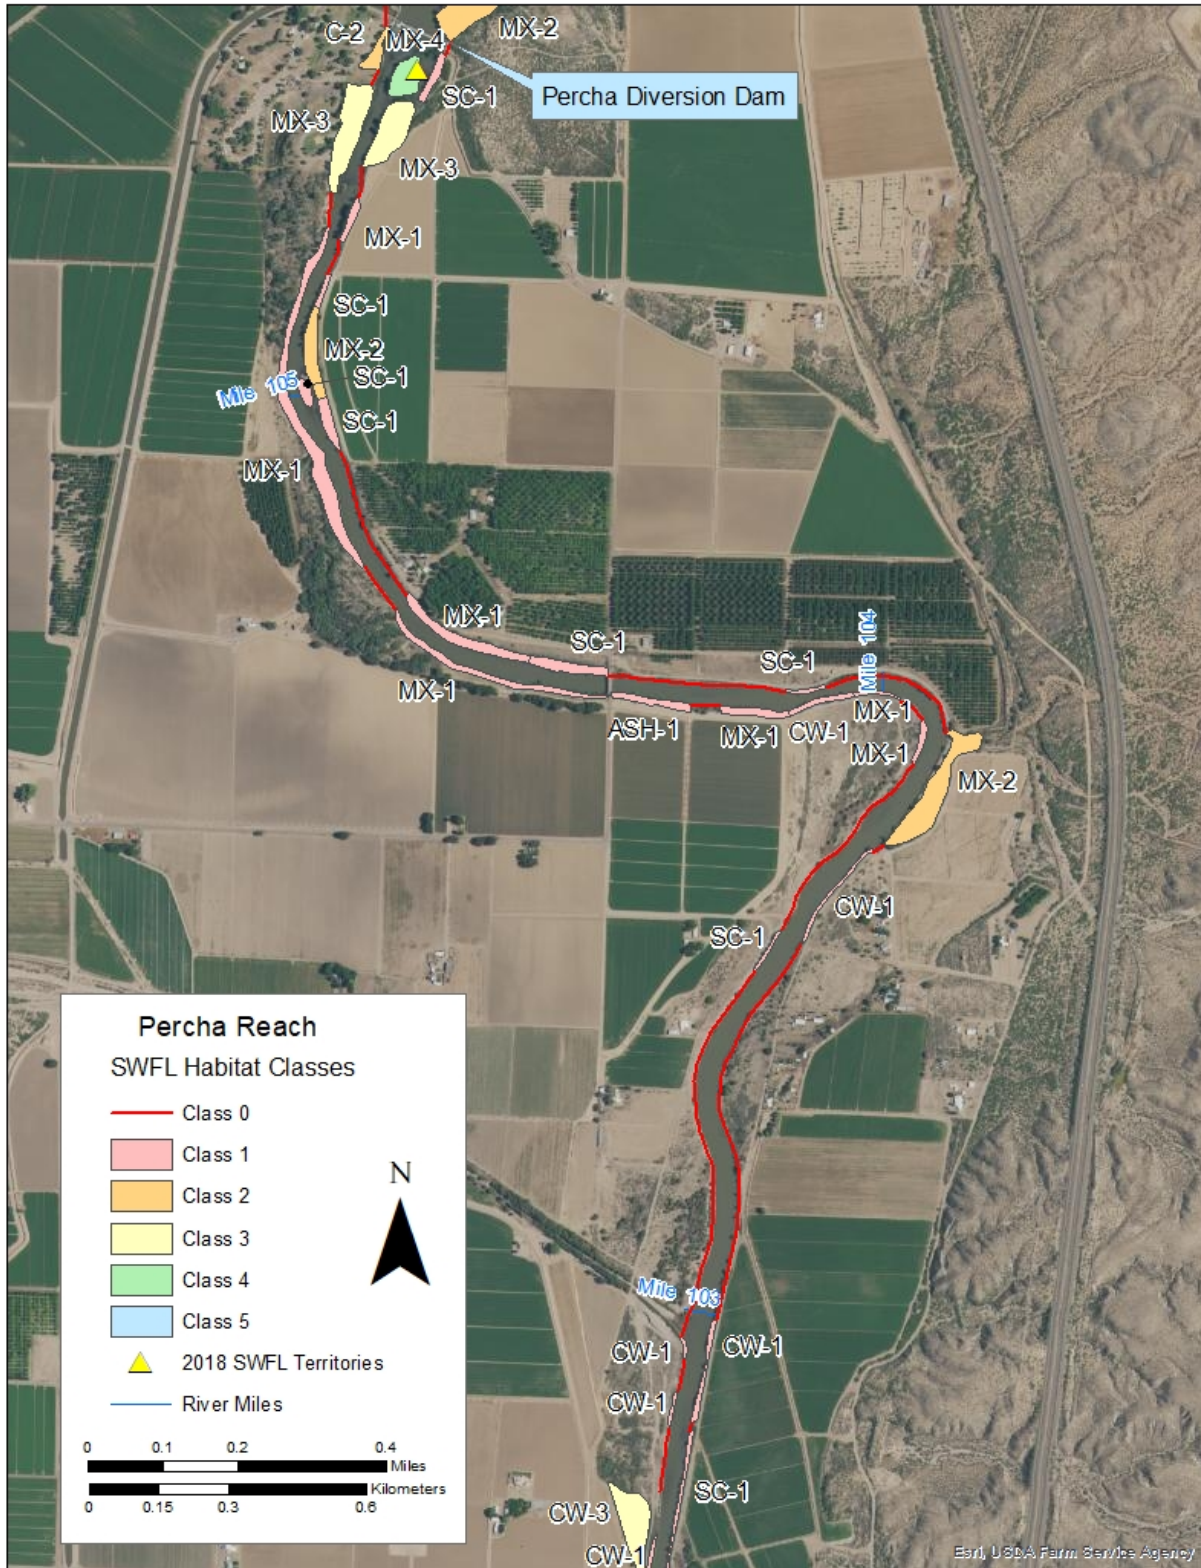 C-2
MX-4
MX-2
Percha Diversion Dam
SC-1
MX-3
MX-3
MX-1
SC-1
MX-2
SC-1
Mile 105
SC-1
MX-1
MX-1
SC-1
Mile 104
SC-1
MX-1
MX-1
ASH-1
MX-1
CW-1
MX-1
MX-2
CW-1
SC-1
Mile 103
CW-1
CW-1
CW-1
SC-1
CW-3
CW-1
Percha Reach
SWFL Habitat Classes
Class 0
Class 1
Class 2
Class 3
Class 4
Class 5
2018 SWFL Territories
River Miles
N
0 0.1 0.2 0.4
Miles
Kilometers
0 0.15 0.3 0.6
Esri, USDA Farm Service Agency